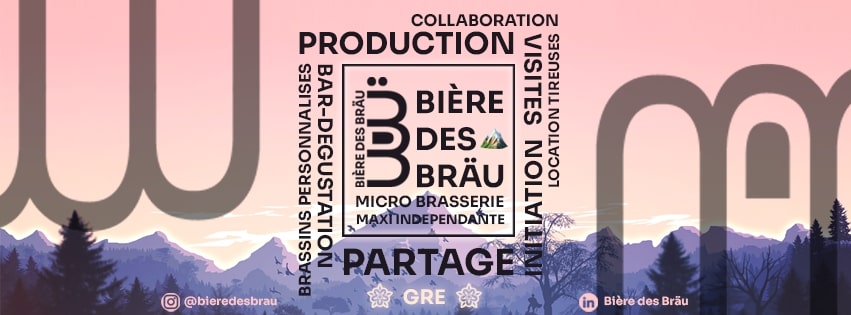 COLLABORATION
PRODUCTION
BRASSINS PERSONNALISES
BAR-DEGUSTATION
BIÈRE DES BRÄU
BIÈRE
DES
BRÄU
MICRO BRASSERIE
MAXI INDEPENDANTE
VISITES INITIATION
LOCATION TIREUSES
PARTAGE
@bieredesbrau
GRE
in Bière des Bräu